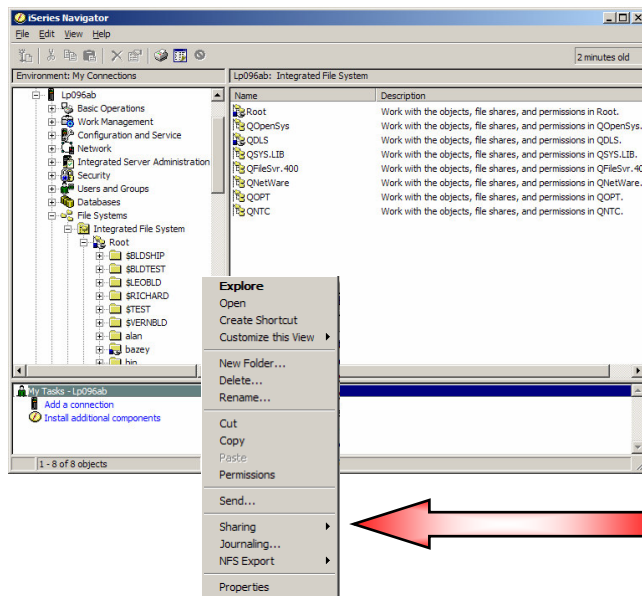 iSeries Navigator
File Edit View Help
2 minutes old
Environment: My Connections
Lp096ab: Integrated File System
Lp096ab
Basic Operations
Work Management
Configuration and Service
Network
Integrated Server Administration
Security
Users and Groups
Databases
File Systems
Integrated File System
Root
$BLDSHIP
$BLDTEST
$LEOBLD
$RICHARD
$TEST
$VERNBLD
alan
bazey
bin
Name Description
Root Work with the objects, file shares, and permissions in Root.
QOpenSys Work with the objects, file shares, and permissions in QOpenSys.
QDLS Work with the objects, file shares, and permissions in QDLS.
QSYS.LIB Work with the objects, file shares, and permissions in QSYS.LIB.
QFileSvr.400 Work with the objects, file shares, and permissions in QFileSvr.40
QNetWare Work with the objects, file shares, and permissions in QNetWare.
QOPT Work with the objects, file shares, and permissions in QOPT.
QNTC Work with the objects, file shares, and permissions in QNTC.
Explore
Open
Create Shortcut
Customize this View
New Folder...
Delete...
Rename...
Cut
Copy
Paste
Permissions
Send...
Sharing
Journaling...
NFS Export
Properties
My Tasks - Lp096ab
Add a connection
Install additional components
1 - 8 of 8 objects